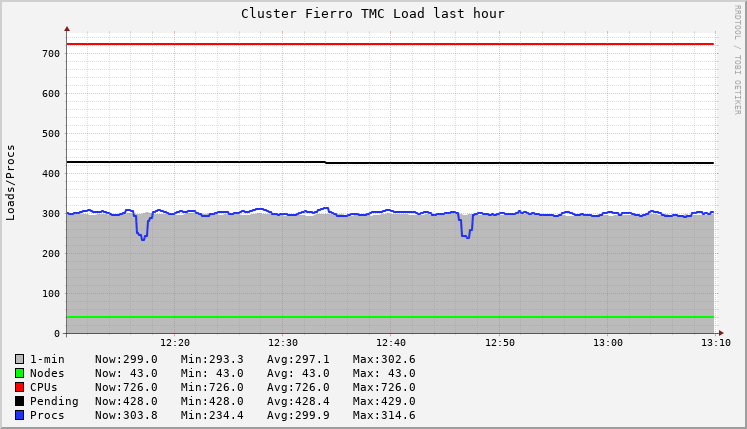 Cluster Fierro TMC Load last hour
RRDTOOL / TOBI OETIKER
Loads/Procs
700
600
500
400
300
200
100
0
12:20 12:30 12:40 12:50 13:00 13:10
1-min Now:299.0 Min:293.3 Avg:297.1 Max:302.6
Nodes Now: 43.0 Min: 43.0 Avg: 43.0 Max: 43.0
CPUs Now:726.0 Min:726.0 Avg:726.0 Max:726.0
Pending Now:428.0 Min:428.0 Avg:428.4 Max:429.0
Procs Now:303.8 Min:234.4 Avg:299.9 Max:314.6